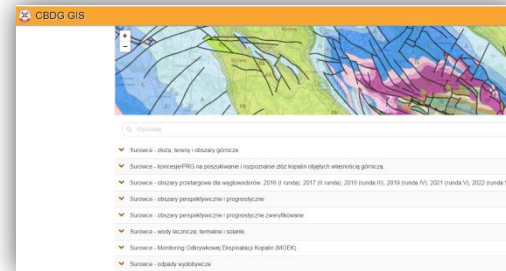 CBDG GIS
+
−
Wyszukaj
Surowce - złoża, tereny i obszary górnicze
Surowce - koncesje/PRG na poszukiwanie i rozpoznanie złóż kopalin objętych własnością górniczą
Surowce - obszary przetargowe dla węglowodorów: 2016 (I runda), 2017 (II runda), 2018 (runda III), 2019 (runda IV), 2021 (runda V), 2022 (runda
Surowce - obszary perspektywiczne i prognostyczne
Surowce - obszary perspektywiczne i prognostyczne zweryfikowane
Surowce - wody lecznicze, termalne i solanki
Surowce - Monitoring Odkrywkowej Eksploatacji Kopalin (MOEK)
Surowce - odpady wydobywcze